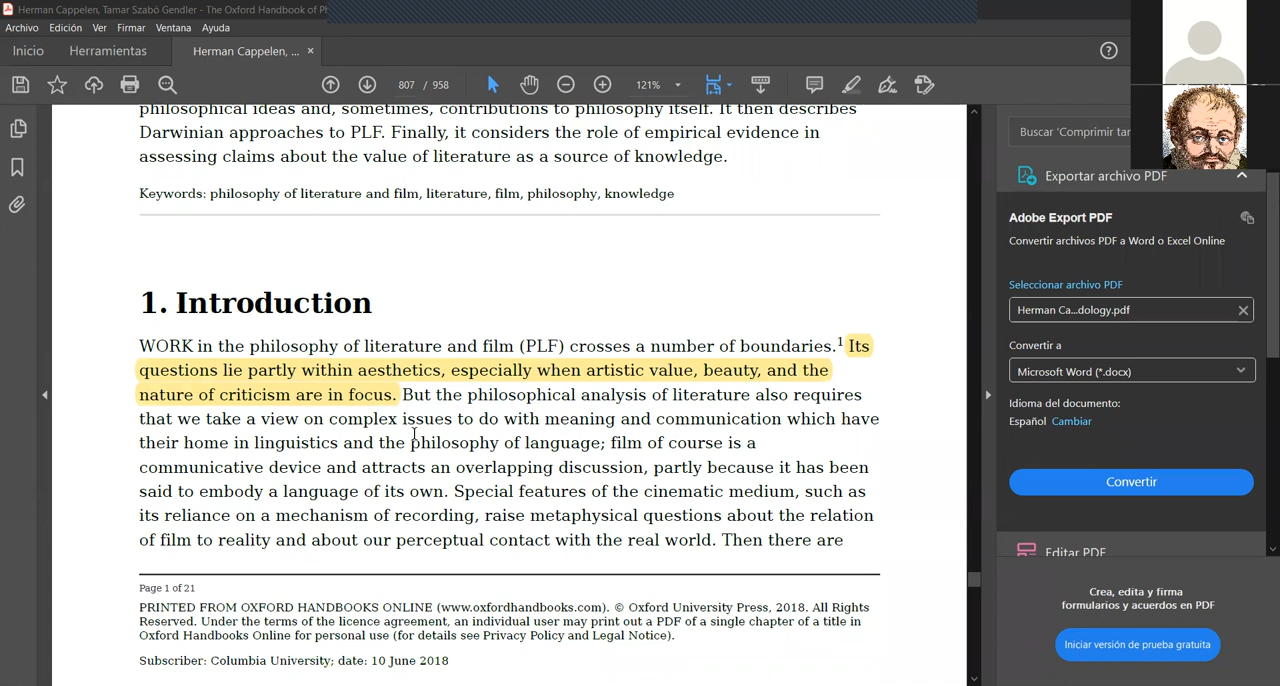 Herman Cappelen, Tamar Szabó Gendler - The Oxford Handbook of Ph
Archivo Edición Ver Firmar Ventana Ayuda
Inicio Herramientas Herman Cappelen, ... ×
807 / 958 121%
philosophical ideas and, sometimes, contributions to philosophy itself. It then describes
Darwinian approaches to PLF. Finally, it considers the role of empirical evidence in
assessing claims about the value of literature as a source of knowledge.
Keywords: philosophy of literature and film, literature, film, philosophy, knowledge
1. Introduction
WORK in the philosophy of literature and film (PLF) crosses a number of boundaries.1 Its
questions lie partly within aesthetics, especially when artistic value, beauty, and the
nature of criticism are in focus. But the philosophical analysis of literature also requires
that we take a view on complex issues to do with meaning and communication which have
their home in linguistics and the philosophy of language; film of course is a
communicative device and attracts an overlapping discussion, partly because it has been
said to embody a language of its own. Special features of the cinematic medium, such as
its reliance on a mechanism of recording, raise metaphysical questions about the relation
of film to reality and about our perceptual contact with the real world. Then there are
Page 1 of 21
PRINTED FROM OXFORD HANDBOOKS ONLINE (www.oxfordhandbooks.com). © Oxford University Press, 2018. All Rights
Reserved. Under the terms of the licence agreement, an individual user may print out a PDF of a single chapter of a title in
Oxford Handbooks Online for personal use (for details see Privacy Policy and Legal Notice).
Subscriber: Columbia University; date: 10 June 2018
Buscar 'Comprimir tar
Exportar archivo PDF
Adobe Export PDF
Convertir archivos PDF a Word o Excel Online
Seleccionar archivo PDF
Herman Ca...dology.pdf
Convertir a
Microsoft Word (*.docx)
Idioma del documento:
Español Cambiar
Convertir
Editar PDF
Crea, edita y firma
formularios y acuerdos en PDF
Iniciar versión de prueba gratuita